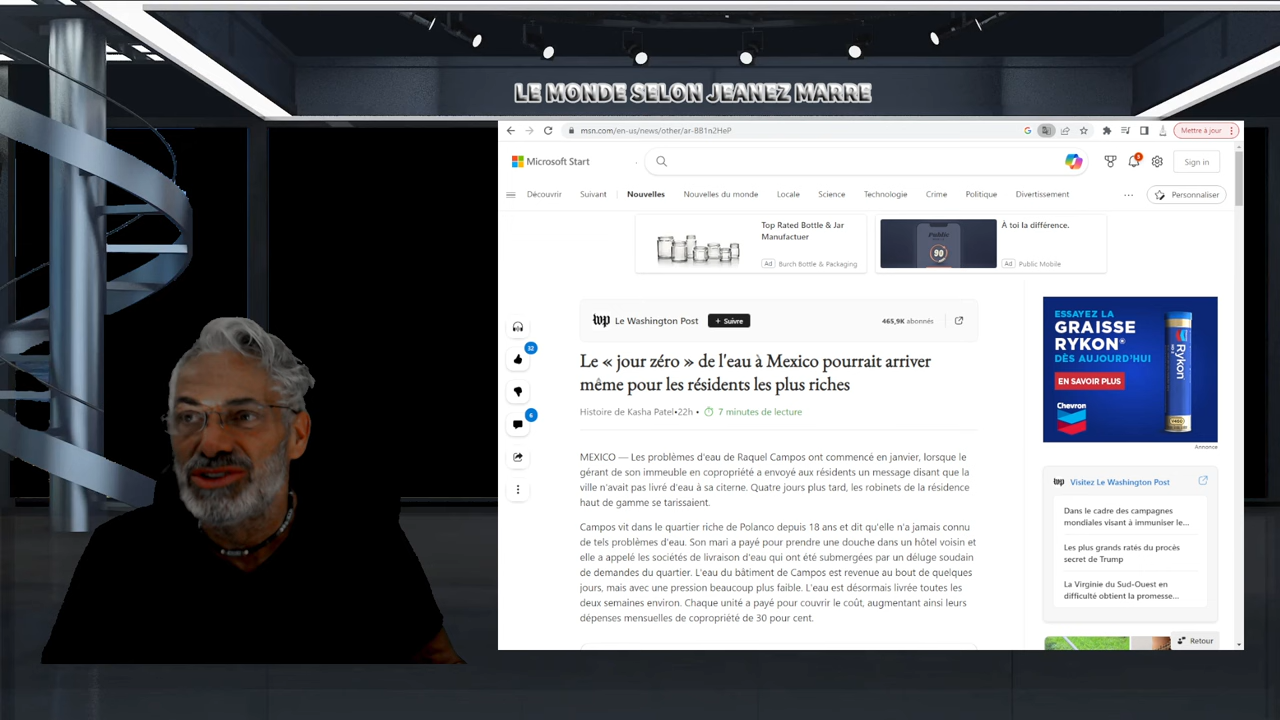 LE MONDE SELON JEANEZ MARRE
msn.com/en-us/news/other/ar-BB1n2HeP
Mettre à jour
Microsoft Start
3
Sign in
Découvrir Suivant Nouvelles Nouvelles du monde Locale Science Technologie Crime Politique Divertissement ... Personnaliser
Top Rated Bottle & Jar
Manufactuer
Ad Burch Bottle & Packaging
Public
90
À toi la différence.
Ad Public Mobile
wp Le Washington Post + Suivre 465,9K abonnés
32
6
Le « jour zéro » de l'eau à Mexico pourrait arriver
même pour les résidents les plus riches
Histoire de Kasha Patel•22h • 7 minutes de lecture
MEXICO — Les problèmes d'eau de Raquel Campos ont commencé en janvier, lorsque le
gérant de son immeuble en copropriété a envoyé aux résidents un message disant que la
ville n'avait pas livré d'eau à sa citerne. Quatre jours plus tard, les robinets de la résidence
haut de gamme se tarissaient.
Campos vit dans le quartier riche de Polanco depuis 18 ans et dit qu'elle n'a jamais connu
de tels problèmes d'eau. Son mari a payé pour prendre une douche dans un hôtel voisin et
elle a appelé les sociétés de livraison d'eau qui ont été submergées par un déluge soudain
de demandes du quartier. L'eau du bâtiment de Campos est revenue au bout de quelques
jours, mais avec une pression beaucoup plus faible. L'eau est désormais livrée toutes les
deux semaines environ. Chaque unité a payé pour couvrir le coût, augmentant ainsi leurs
dépenses mensuelles de copropriété de 30 pour cent.
ESSAYEZ LA
GRAISSE
RYKON®
DÈS AUJOURD'HUI
EN SAVOIR PLUS
Chevron
Rykon
Annonce
wp Visitez Le Washington Post
Dans le cadre des campagnes
mondiales visant à immuniser le...
Les plus grands ratés du procès
secret de Trump
La Virginie du Sud-Ouest en
difficulté obtient la promesse...
Retour